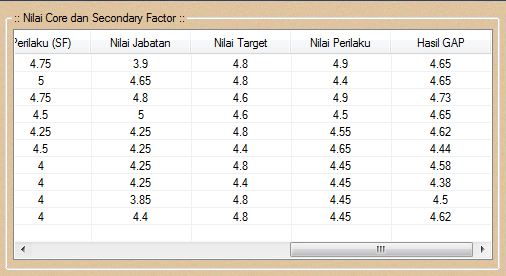 :: Nilai Core dan Secondary Factor ::
Perilaku (SF) Nilai Jabatan Nilai Target Nilai Perilaku Hasil GAP
4.75 3.9 4.8 4.9 4.65
5 4.65 4.8 4.4 4.65
4.75 4.8 4.6 4.9 4.73
4.5 5 4.6 4.5 4.65
4.25 4.25 4.8 4.55 4.62
4.5 4.25 4.4 4.65 4.44
4 4.25 4.8 4.45 4.58
4 4.25 4.4 4.45 4.38
4 3.85 4.8 4.45 4.5
4 4.4 4.8 4.45 4.62